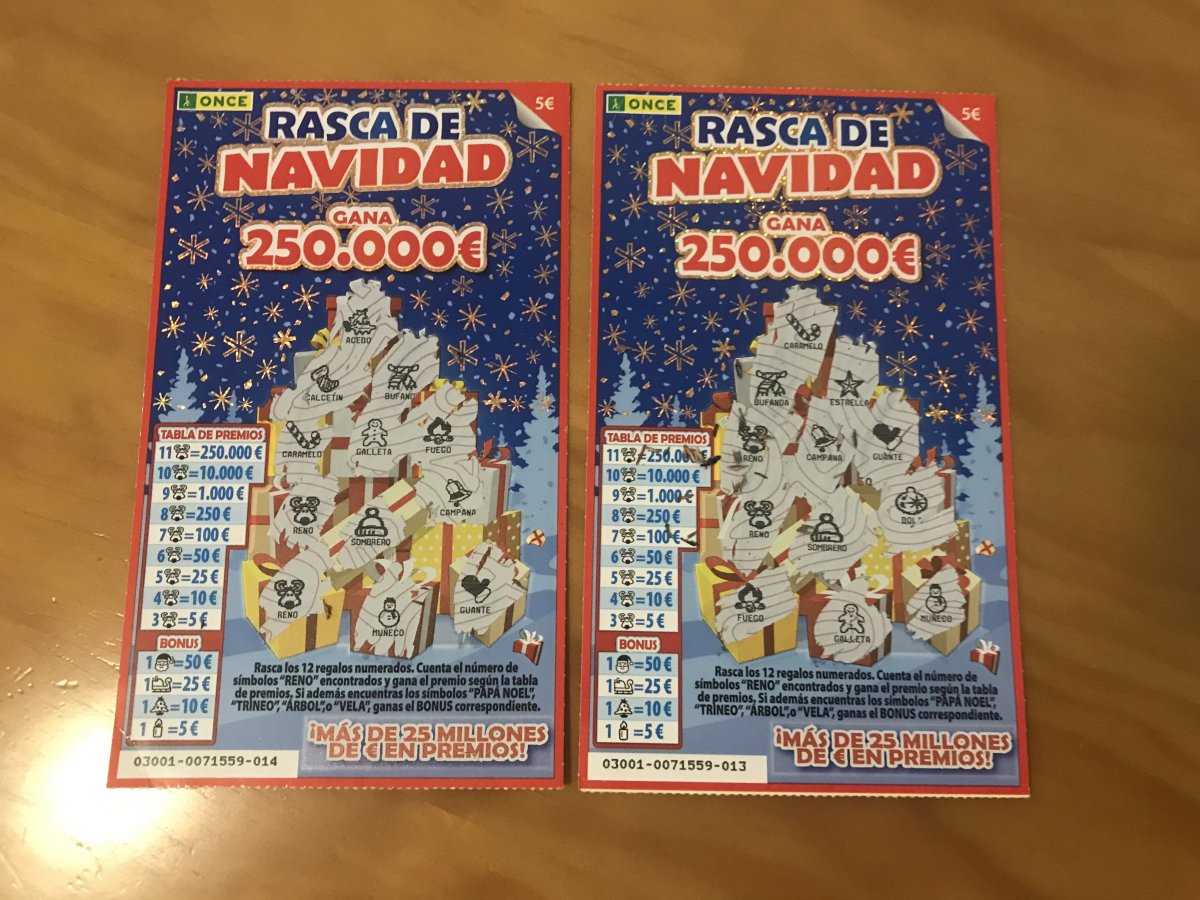 ONCE
5€
RASCA DE
NAVIDAD
GANA
250.000€
ACEBO
CALCETIN
BUFAND
CARAMELO
GALLETA
FUEGO
RENO
SOMBRERO
CAMPANA
RENO
MUÑECO
GUANTE
TABLA DE PREMIOS
11 = 250.000 €
10 = 10.000 €
9 = 1.000 €
8 = 250 €
7 = 100 €
6 = 50 €
5 = 25 €
4 = 10 €
3 = 5 €
BONUS
1 = 50 €
1 = 25 €
1 = 10 €
1 = 5 €
Rasca los 12 regalos numerados. Cuenta el número de
símbolos "RENO" encontrados y gana el premio según la tabla
de premios. Si además encuentras los símbolos "PAPÁ NOEL",
"TRÍNEO", "ÁRBOL", o "VELA", ganas el BONUS correspondiente.
¡MÁS DE 25 MILLONES
DE € EN PREMIOS!
03001-0071559-014
ONCE
5€
RASCA DE
NAVIDAD
GANA
250.000€
CARAMELO
BUFANDA
ESTRELLA
RENO
CAMPANA
GUANTE
RENO
SOMBRERO
BOL
FUEGO
GALLETA
MUÑECO
TABLA DE PREMIOS
11 = 250.000 €
10 = 10.000 €
9 = 1.000 €
8 = 250 €
7 = 100 €
6 = 50 €
5 = 25 €
4 = 10 €
3 = 5 €
BONUS
1 = 50 €
1 = 25 €
1 = 10 €
1 = 5 €
Rasca los 12 regalos numerados. Cuenta el número de
símbolos "RENO" encontrados y gana el premio según la tabla
de premios. Si además encuentras los símbolos "PAPÁ NOEL",
"TRÍNEO", "ÁRBOL", o "VELA", ganas el BONUS correspondiente.
¡MÁS DE 25 MILLONES
DE € EN PREMIOS!
03001-0071559-013